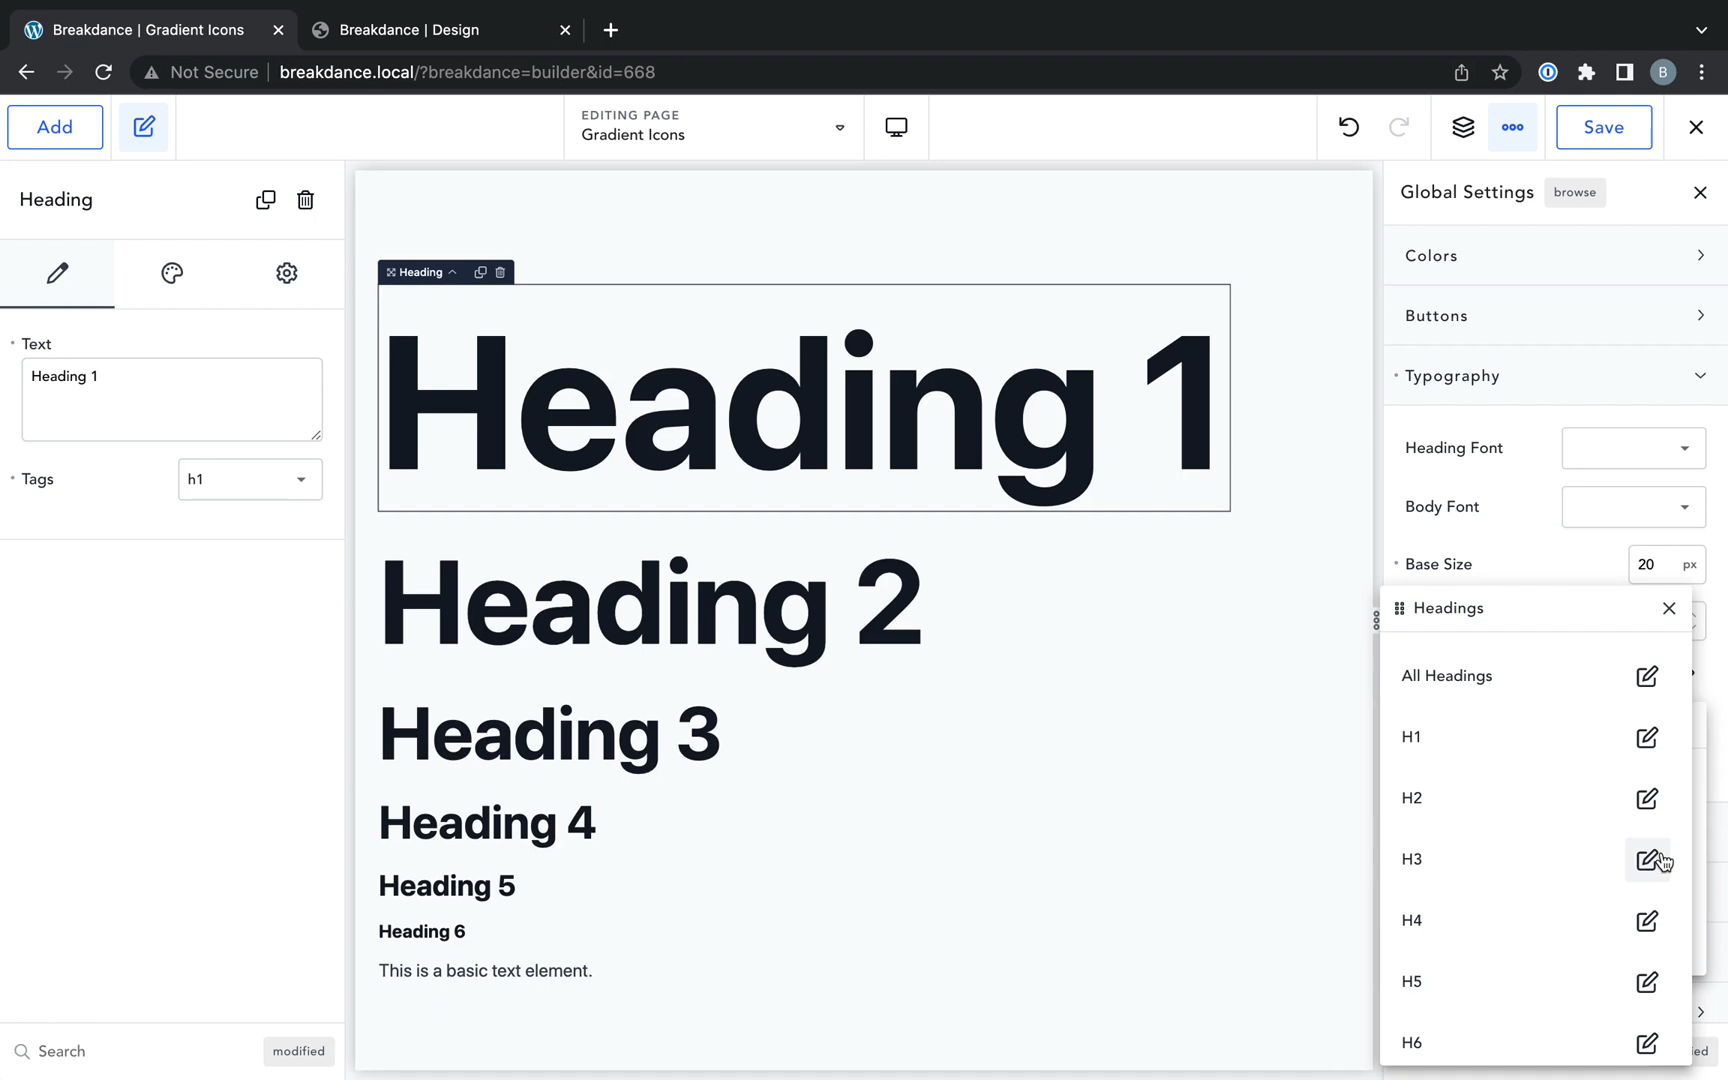 Breakdance | Gradient Icons
Breakdance | Design
Not Secure
breakdance.local/?breakdance=builder&id=668
B
Add
EDITING PAGE
Gradient Icons
Save
Heading
Global Settings
browse
Colors
Buttons
Heading
Text
Heading 1
Tags
h1
Heading 1
Heading 2
Heading 3
Heading 4
Heading 5
Heading 6
This is a basic text element.
Typography
Heading Font
Body Font
Base Size
20 px
Headings
All Headings
H1
H2
H3
H4
H5
H6
Search
modified
ied